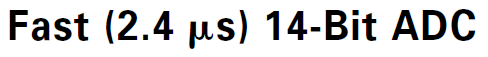 Fast (2.4 μs) 14-Bit ADC